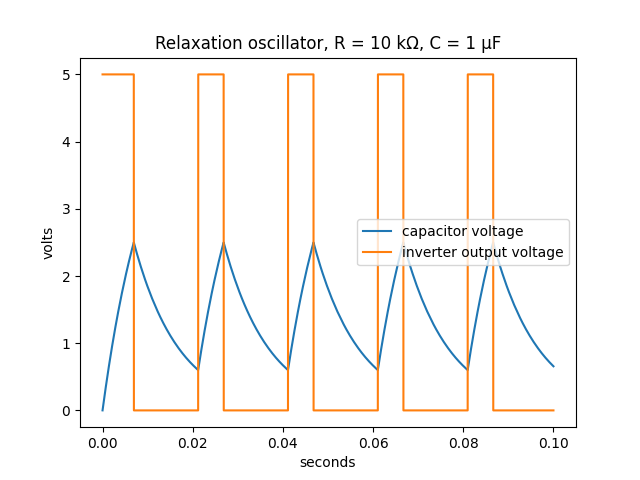 Relaxation oscillator, R = 10 kΩ, C = 1 µF
volts
5
4
3
2
1
0
capacitor voltage
inverter output voltage
0.00 0.02 0.04 0.06 0.08 0.10
seconds